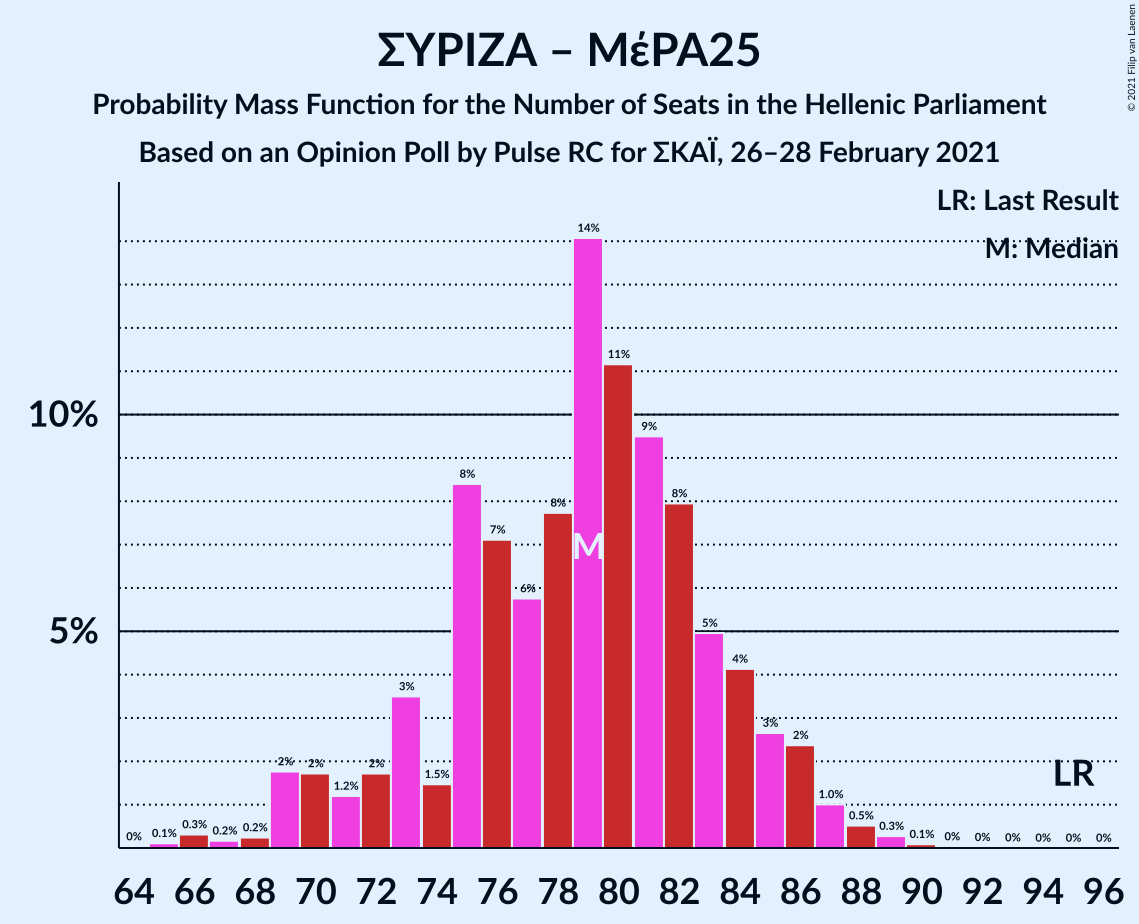 ΣΥΡΙΖΑ – ΜέΡΑ25
Probability Mass Function for the Number of Seats in the Hellenic Parliament
Based on an Opinion Poll by Pulse RC for ΣΚΑΪ, 26–28 February 2021
© 2021 Filip van Laenen
LR: Last Result
M: Median
10%
5%
0% 0.1% 0.3% 0.2% 0.2% 2% 2% 1.2% 2% 3% 1.5% 8% 7% 6% 8% 14% 11% 9% 8% 5% 4% 3% 2% 1.0% 0.5% 0.3% 0.1% 0% 0% 0% 0% 0% 0%
M
LR
64 66 68 70 72 74 76 78 80 82 84 86 88 90 92 94 96